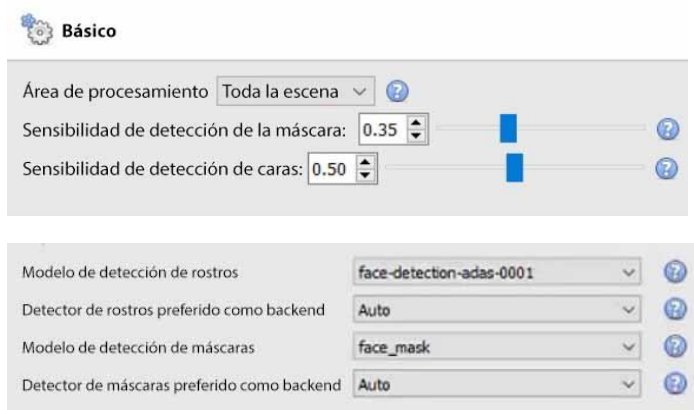 Básico
Área de procesamiento Toda la escena
Sensibilidad de detección de la máscara: 0.35
Sensibilidad de detección de caras: 0.50
Modelo de detección de rostros face-detection-adas-0001
Detector de rostros preferido como backend Auto
Modelo de detección de máscaras face_mask
Detector de máscaras preferido como backend Auto